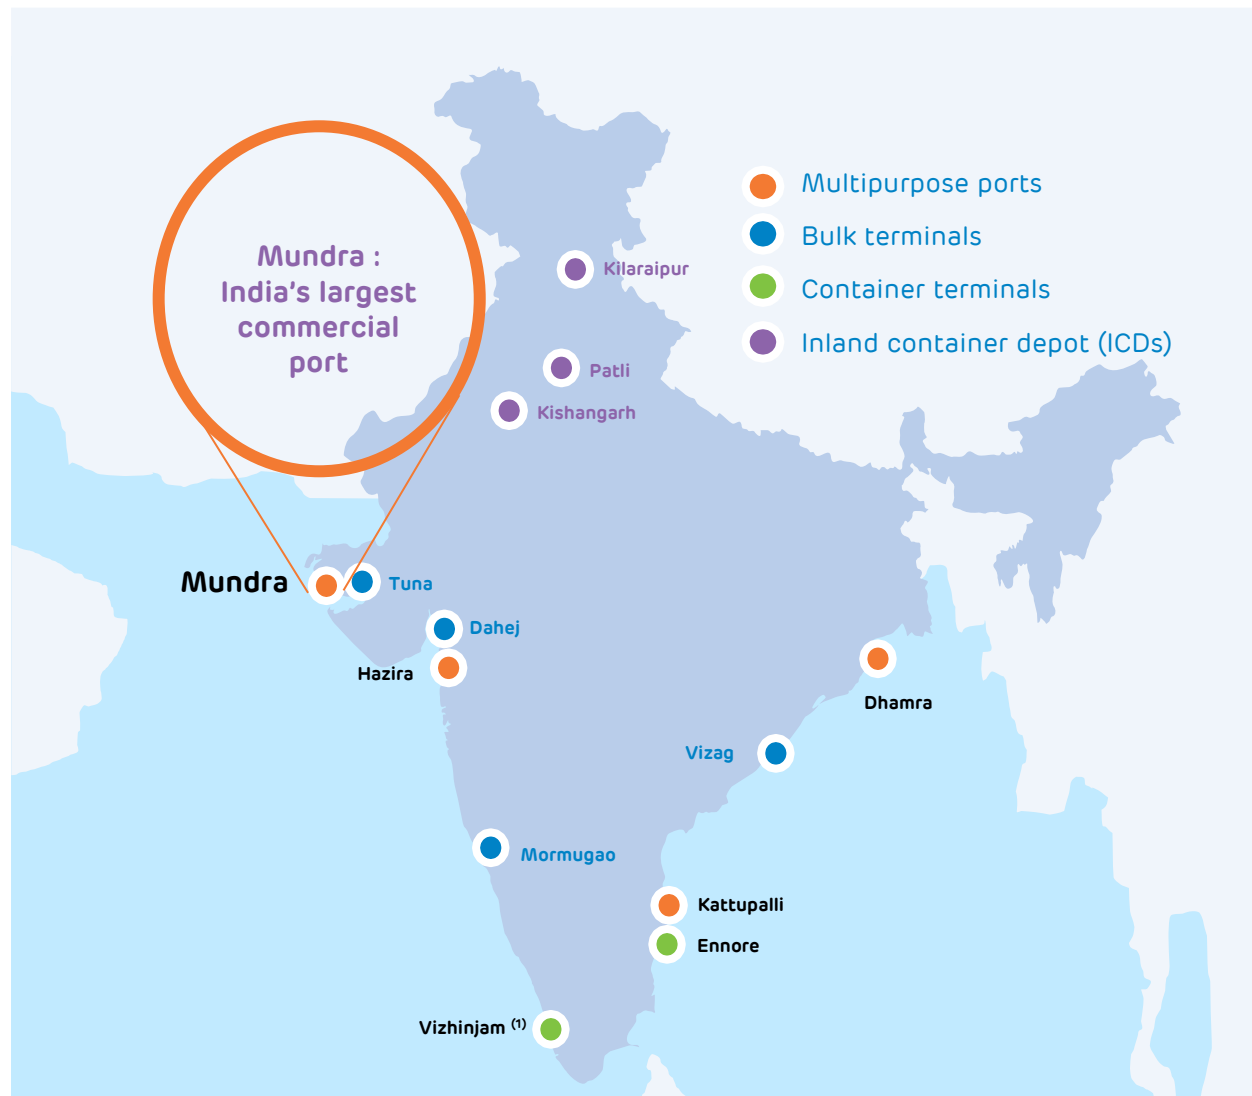 Mundra :
India's largest
commercial
port
Multipurpose ports
Bulk terminals
Container terminals
Inland container depot (ICDs)
Kilaraipur
Patli
Kishangarh
Mundra
Tuna
Dahej
Hazira
Dhamra
Vizag
Mormugao
Kattupalli
Ennore
Vizhinjam (1)